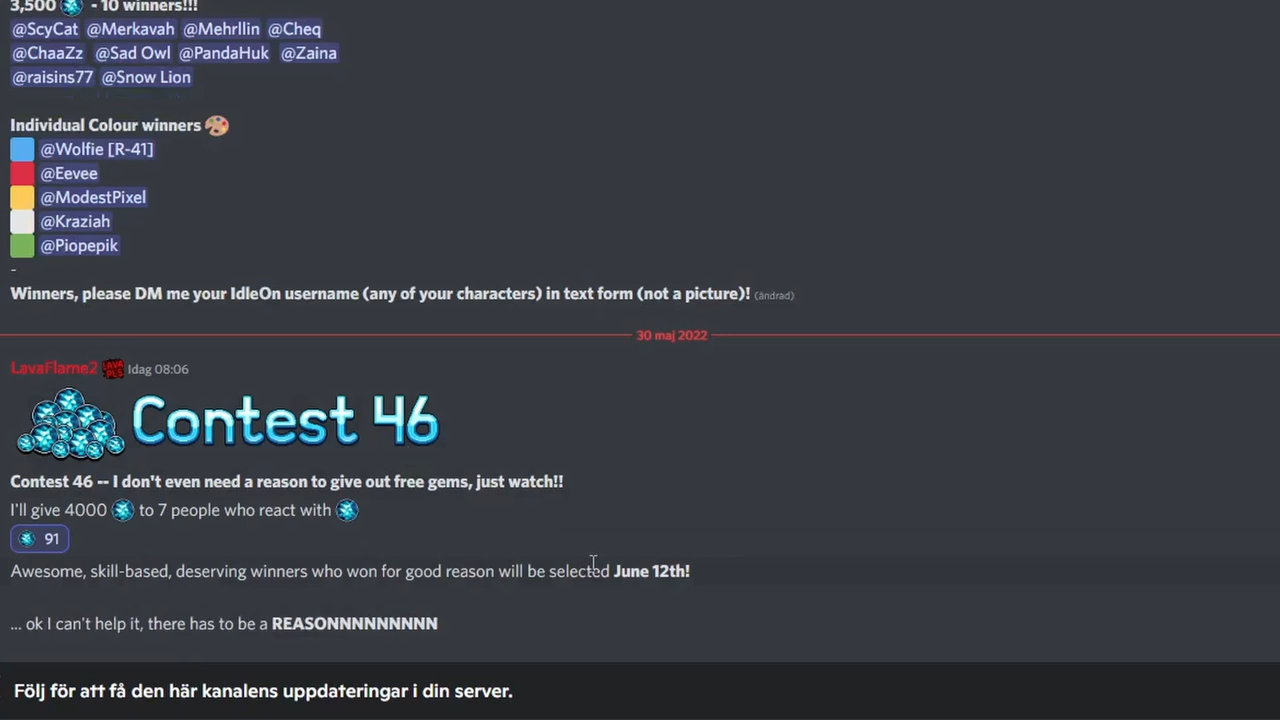 3,500 - 10 winners!!!
@ScyCat @Merkavah @Mehrllin @Cheq
@ChaaZz @Sad Owl @PandaHuk @Zaina
@raisins77 @Snow Lion
Individual Colour winners
@Wolfie [R-41]
@Eevee
@ModestPixel
@Kraziah
@Piopepik
-
Winners, please DM me your IdleOn username (any of your characters) in text form (not a picture)! (ändrad)
30 maj 2022
LavaFlame2 LAVA PLS Idag 08:06
Contest 46
Contest 46 -- I don't even need a reason to give out free gems, just watch!!
I'll give 4000 to 7 people who react with
91
Awesome, skill-based, deserving winners who won for good reason will be selected June 12th!
... ok I can't help it, there has to be a REASONNNNNNNNN
Följ för att få den här kanalens uppdateringar i din server.